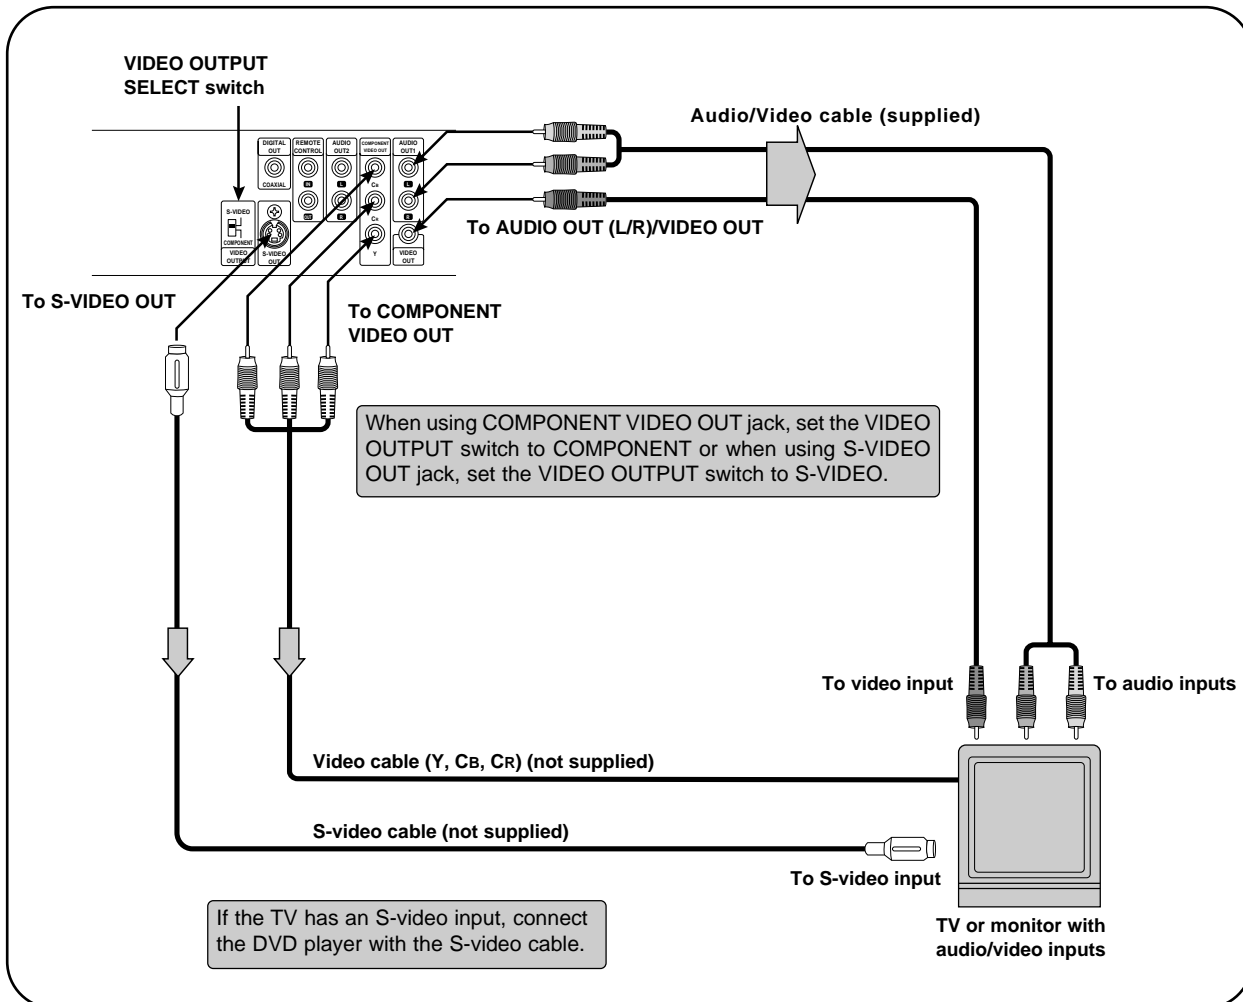 VIDEO OUTPUT
SELECT switch
Audio/Video cable (supplied)
DIGITAL
OUT
COAXIAL
REMOTE
CONTROL
IN
OUT
AUDIO
OUT2
L
R
COMPONENT
VIDEO OUT
CB
CR
Y
AUDIO
OUT1
L
R
VIDEO
OUT
S-VIDEO
COMPONENT
VIDEO
OUTPUT
S-VIDEO
OUT
To AUDIO OUT (L/R)/VIDEO OUT
To S-VIDEO OUT
To COMPONENT
VIDEO OUT
When using COMPONENT VIDEO OUT jack, set the VIDEO
OUTPUT switch to COMPONENT or when using S-VIDEO
OUT jack, set the VIDEO OUTPUT switch to S-VIDEO.
To video input
To audio inputs
Video cable (Y, CB, CR) (not supplied)
S-video cable (not supplied)
To S-video input
If the TV has an S-video input, connect
the DVD player with the S-video cable.
TV or monitor with
audio/video inputs